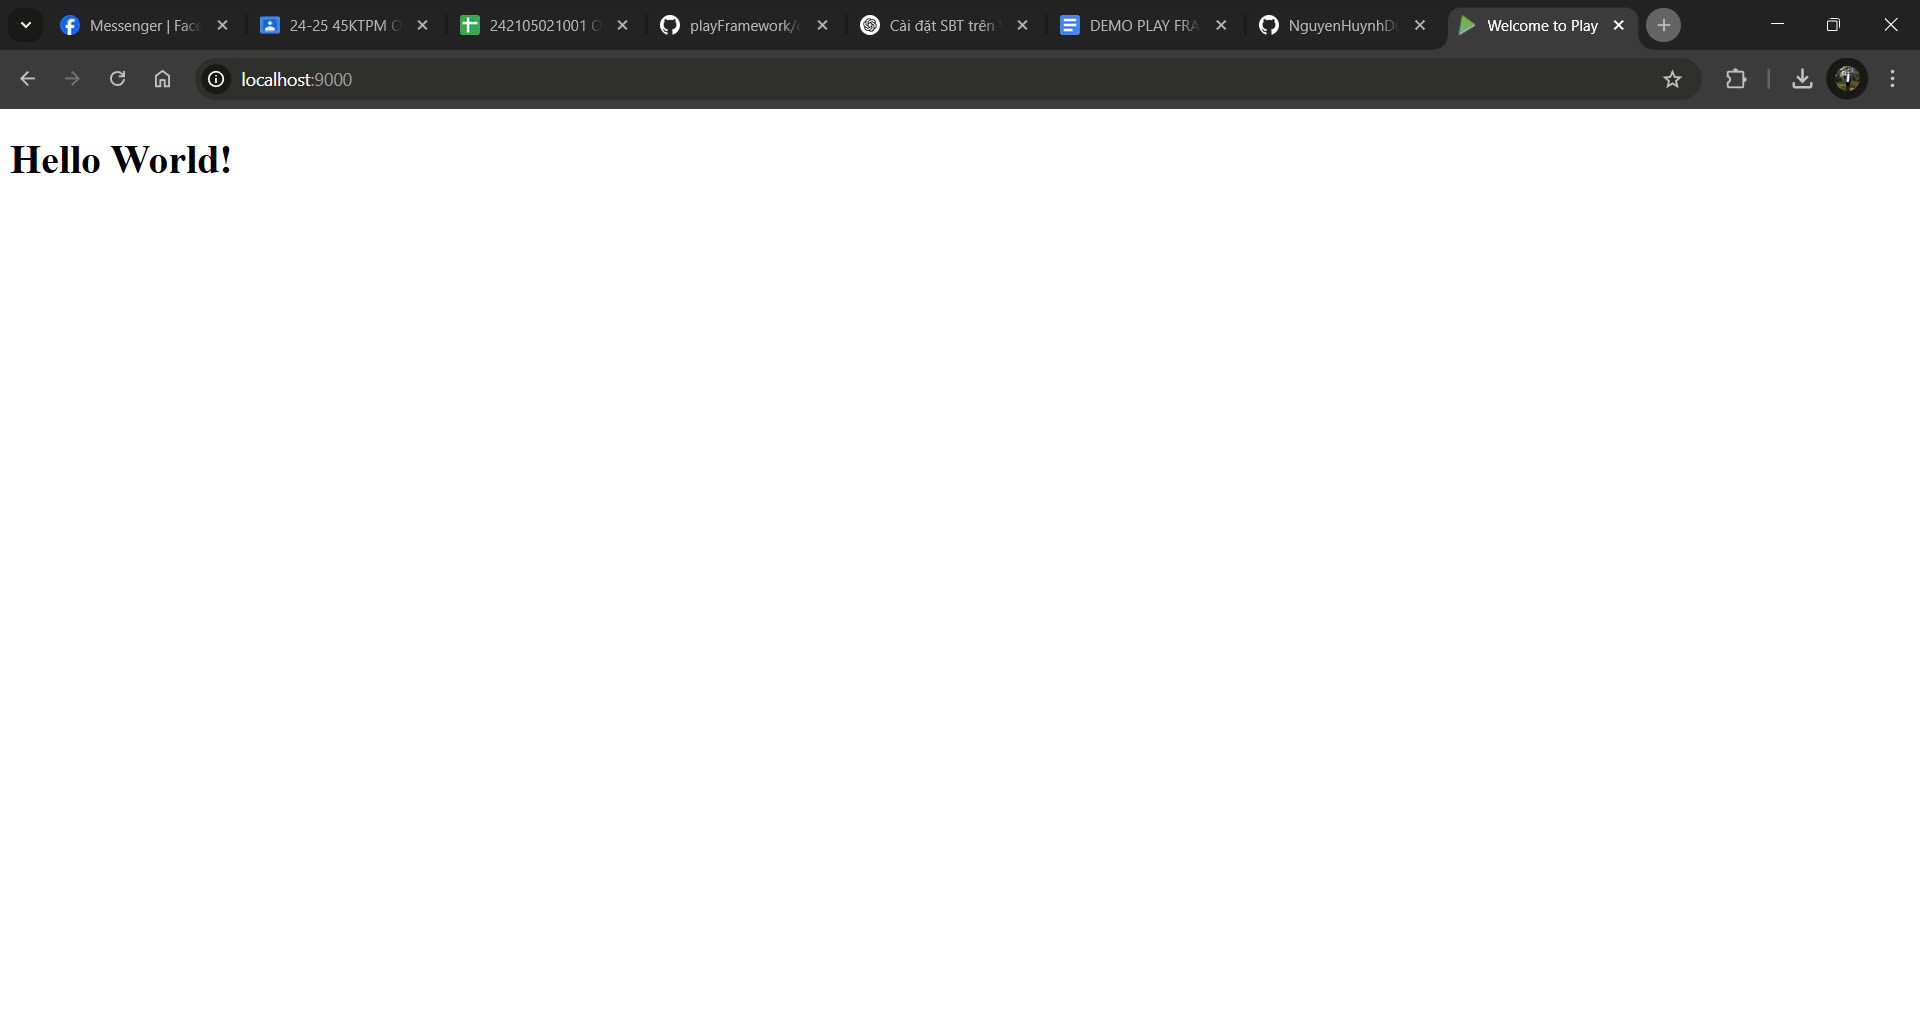 Messenger | Face
24-25 45KTPM
242105021001
playFramework/
Cài đặt SBT trên
DEMO PLAY FRA
NguyenHuynhD
Welcome to Play
localhost:9000
Hello World!